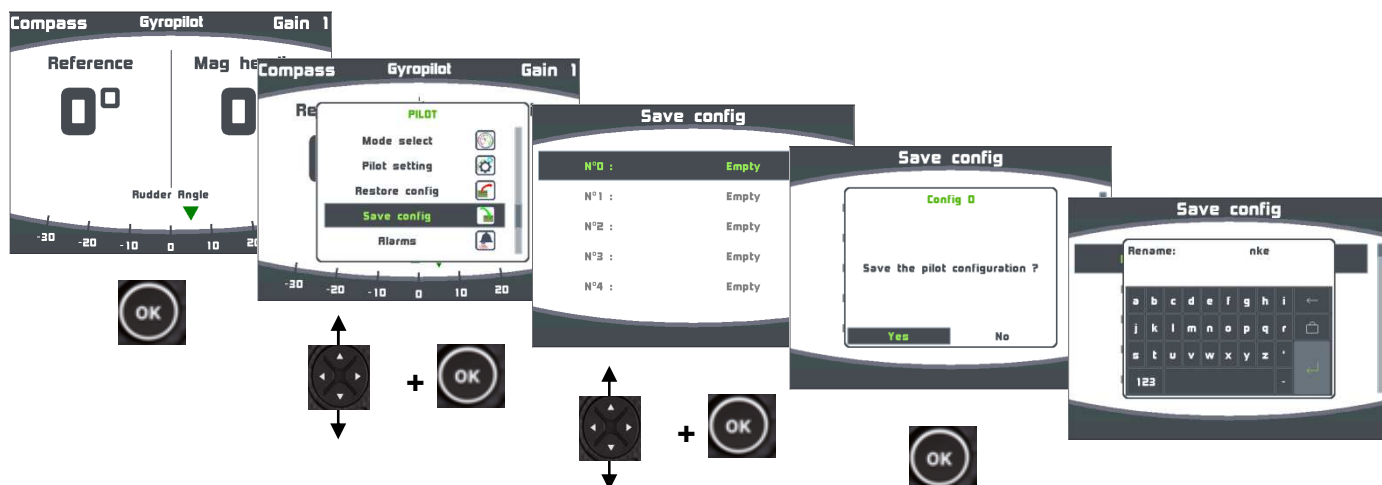 Compass Gyropilot Gain 1
Reference Mag
0°
0
Rudder Angle
-30 -20 -10 0 10
OK
Compass Gyropilot Gain 1
PILOT
Mode select
Pilot setting
Restore config
Save config
Alarms
-30 -20 -10 0 10 20
+ OK
Save config
N°0 : Empty
N°1 : Empty
N°2 : Empty
N°3 : Empty
N°4 : Empty
+ OK
Save config
Config 0
Save the pilot configuration ?
Yes No
OK
Save config
Rename: nke
a b c d e f g h i ←
j k l m n o p q r
s t u v w x y z '
123 -